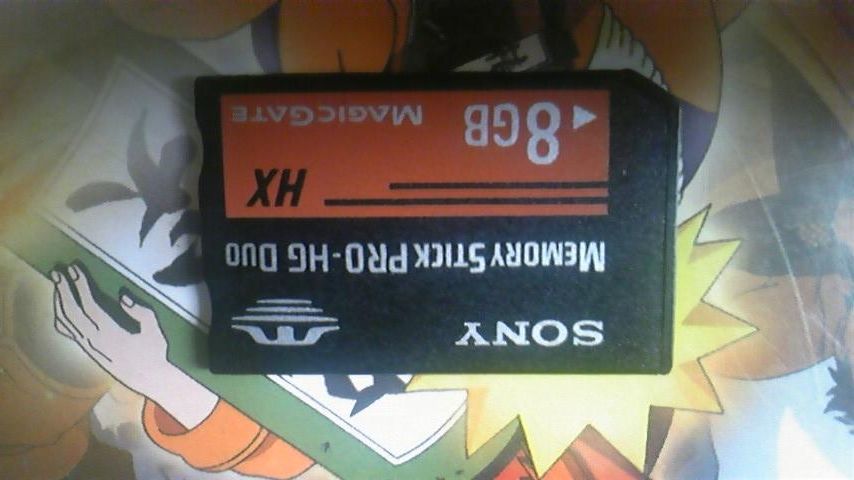 SONY
MEMORY STICK PRO-HG DUO
HX
8GB MAGICGATE